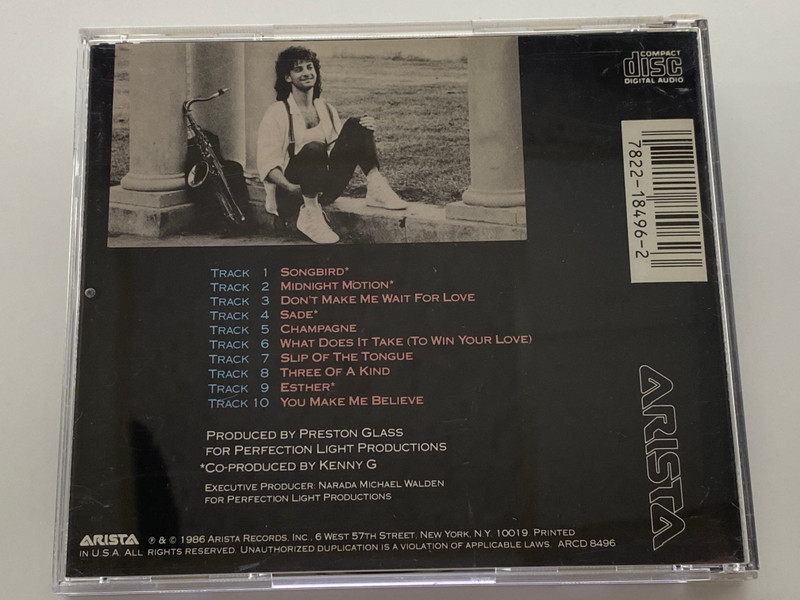 COMPACT
disc
DIGITAL AUDIO
7822-18496-2
TRACK 1 SONGBIRD*
TRACK 2 MIDNIGHT MOTION*
TRACK 3 DON'T MAKE ME WAIT FOR LOVE
TRACK 4 SADE*
TRACK 5 CHAMPAGNE
TRACK 6 WHAT DOES IT TAKE (TO WIN YOUR LOVE)
TRACK 7 SLIP OF THE TONGUE
TRACK 8 THREE OF A KIND
TRACK 9 ESTHER*
TRACK 10 YOU MAKE ME BELIEVE
ARISTA
PRODUCED BY PRESTON GLASS
FOR PERFECTION LIGHT PRODUCTIONS
*CO-PRODUCED BY KENNY G
EXECUTIVE PRODUCER: NARADA MICHAEL WALDEN
FOR PERFECTION LIGHT PRODUCTIONS
ARISTA ℗ & © 1986 ARISTA RECORDS, INC., 6 WEST 57TH STREET, NEW YORK, N.Y. 10019. PRINTED
IN U.S.A. ALL RIGHTS RESERVED. UNAUTHORIZED DUPLICATION IS A VIOLATION OF APPLICABLE LAWS. ARCD 8496